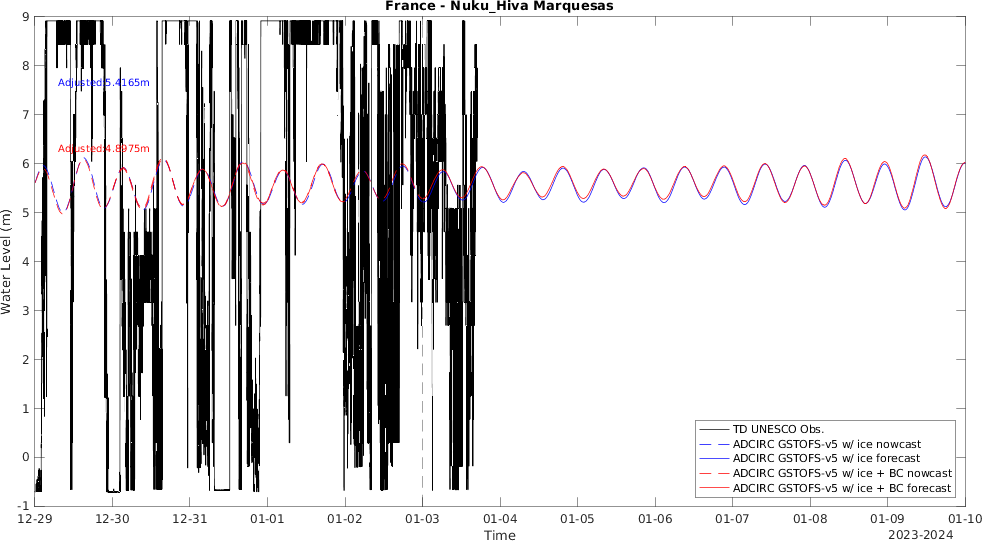 France - Nuku_Hiva Marquesas
9
8
7
6
5
4
3
2
1
0
-1
Water Level (m)
Adjusted:5.4165m
Adjusted:4.8975m
TD UNESCO Obs.
ADCIRC GSTOFS-v5 w/ ice nowcast
ADCIRC GSTOFS-v5 w/ ice forecast
ADCIRC GSTOFS-v5 w/ ice + BC nowcast
ADCIRC GSTOFS-v5 w/ ice + BC forecast
12-29 12-30 12-31 01-01 01-02 01-03 01-04 01-05 01-06 01-07 01-08 01-09 01-10
Time
2023-2024